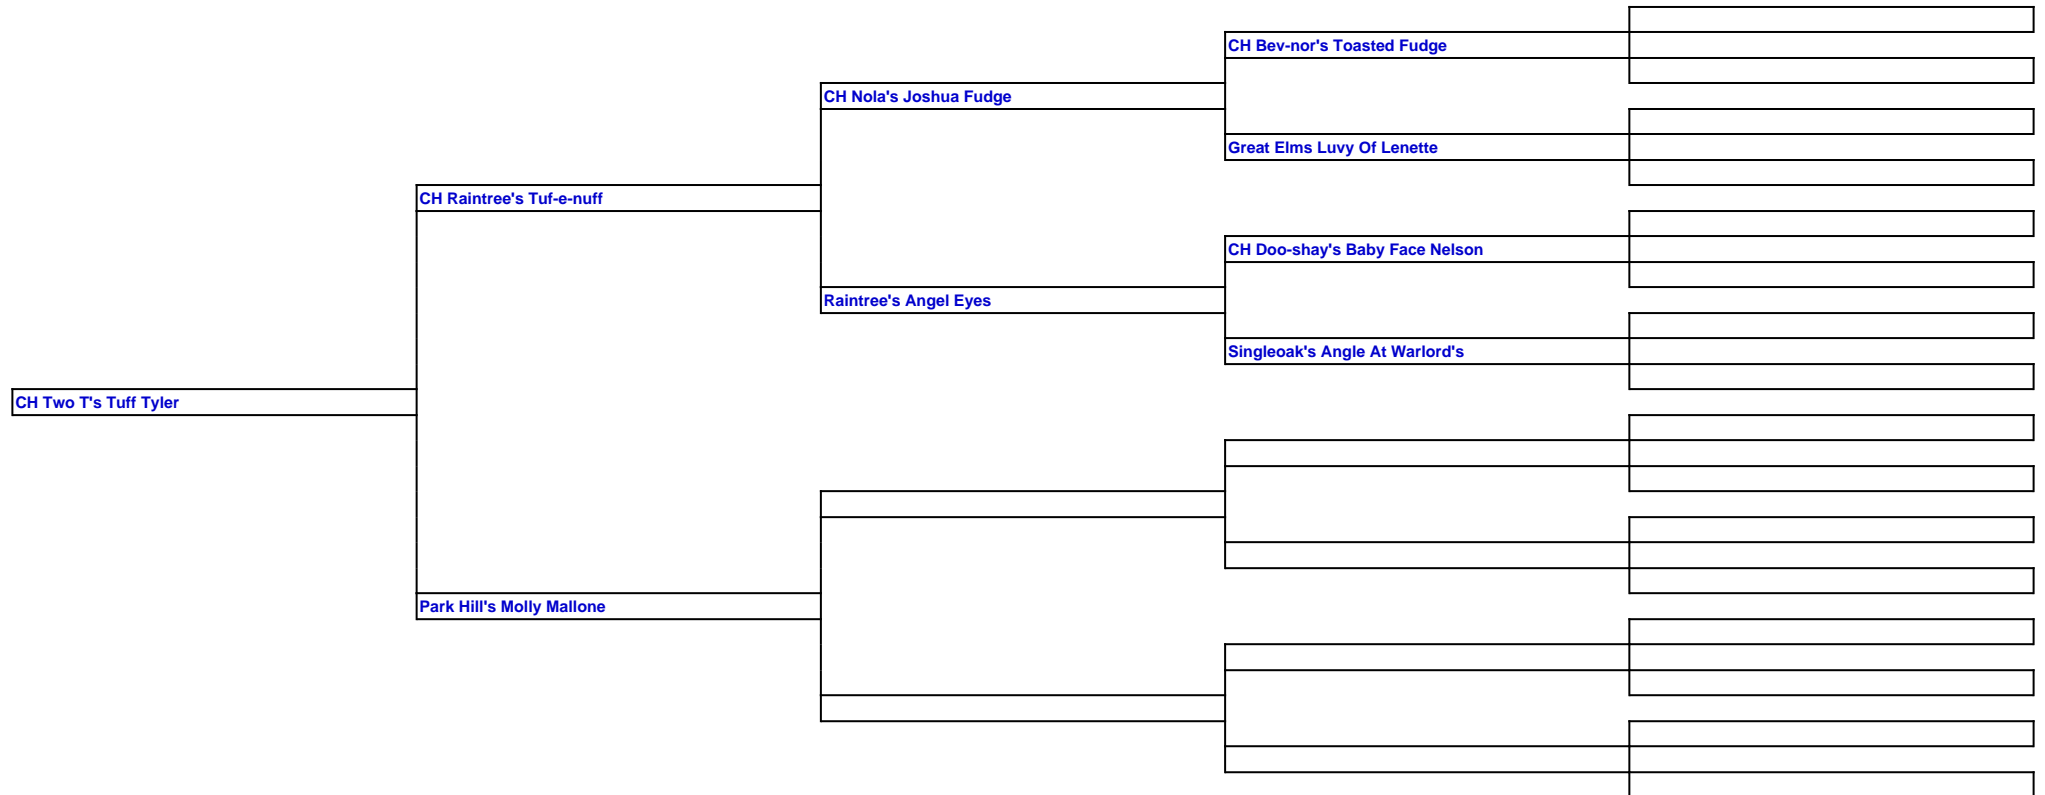 CH Bev-nor's Toasted Fudge
CH Nola's Joshua Fudge
Great Elms Luvy Of Lenette
CH Raintree's Tuf-e-nuff
CH Doo-shay's Baby Face Nelson
Raintree's Angel Eyes
Singleoak's Angle At Warlord's
CH Two T's Tuff Tyler
Park Hill's Molly Mallone